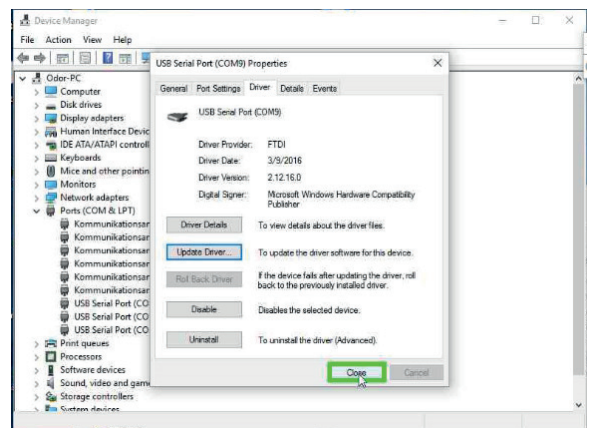 Device Manager
File Action View Help
Odor-PC
Computer
Disk drives
Display adapters
Human Interface Devic
IDE ATA/ATAPI controll
Keyboards
Mice and other pointin
Monitors
Network adapters
Ports (COM & LPT)
Kommunikationsar
Kommunikationsar
Kommunikationsar
Kommunikationsar
Kommunikationsar
Kommunikationsar
USB Serial Port (CO
USB Serial Port (CO
USB Serial Port (CO
Print queues
Processors
Software devices
Sound, video and game
Storage controllers
System devices
USB Serial Port (COM9) Properties
General Port Settings Driver Details Events
USB Serial Port (COM9)
Driver Provider: FTDI
Driver Date: 3/9/2016
Driver Version: 2.12.16.0
Digital Signer: Microsoft Windows Hardware Compatibility
Publisher
Driver Details To view details about the driver files.
Update Driver... To update the driver software for this device.
Roll Back Driver If the device fails after updating the driver, roll
back to the previously installed driver.
Disable Disables the selected device.
Uninstall To uninstall the driver (Advanced).
Close Cancel